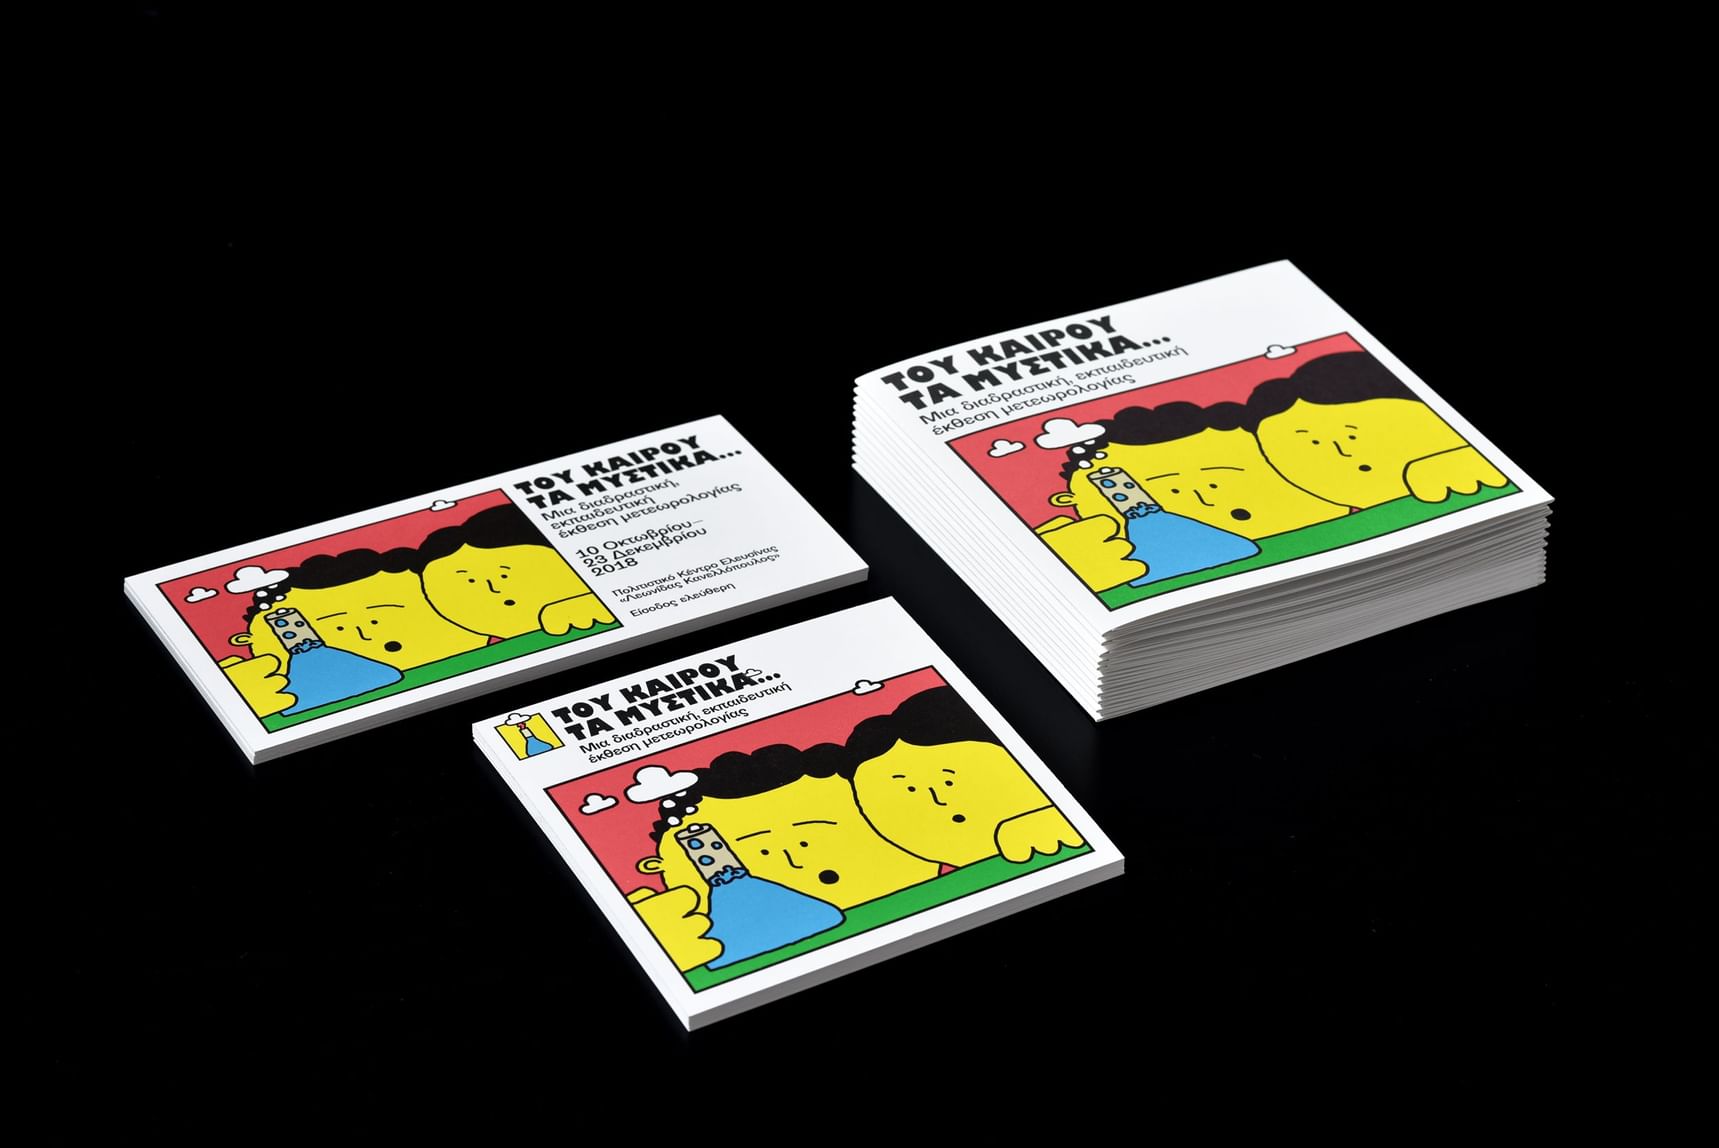 ΤΟΥ ΚΑΙΡΟΥ
ΤΑ ΜΥΣΤΙΚΑ...
Μια διαδραστική,
εκπαιδευτική
έκθεση μετεωρολογίας
10 Οκτωβρίου–
23 Δεκεμβρίου
2018
Πολιτιστικό Κέντρο Ελευσίνας
«Λεωνίδας Κανελλόπουλος»
Είσοδος ελεύθερη
ΤΟΥ ΚΑΙΡΟΥ
ΤΑ ΜΥΣΤΙΚΑ...
Μια διαδραστική, εκπαιδευτική
έκθεση μετεωρολογίας
ΤΟΥ ΚΑΙΡΟΥ
ΤΑ ΜΥΣΤΙΚΑ...
Μια διαδραστική, εκπαιδευτική
έκθεση μετεωρολογίας